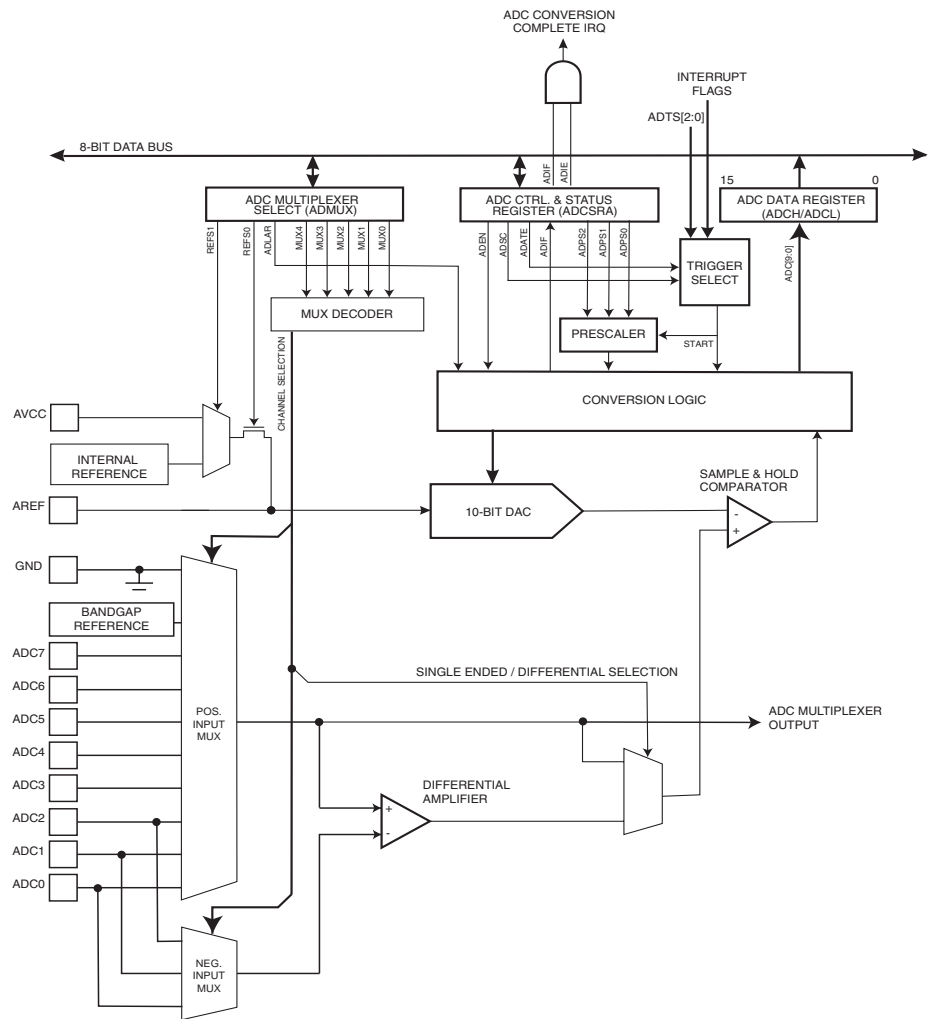 ADC CONVERSION
COMPLETE IRQ
INTERRUPT
FLAGS
ADTS[2:0]
8-BIT DATA BUS
ADIF
ADIE
15
0
ADC MULTIPLEXER
SELECT (ADMUX)
ADC CTRL. & STATUS
REGISTER (ADCSRA)
ADC DATA REGISTER
(ADCH/ADCL)
REFS1
REFS0
ADLAR
MUX4
MUX3
MUX2
MUX1
MUX0
ADEN
ADSC
ADATE
ADIF
ADPS2
ADPS1
ADPS0
ADC[9:0]
TRIGGER
SELECT
MUX DECODER
PRESCALER
START
CHANNEL SELECTION
CONVERSION LOGIC
AVCC
INTERNAL
REFERENCE
SAMPLE & HOLD
COMPARATOR
AREF
10-BIT DAC
-
+
GND
BANDGAP
REFERENCE
ADC7
SINGLE ENDED / DIFFERENTIAL SELECTION
ADC6
ADC5
POS.
INPUT
MUX
ADC MULTIPLEXER
OUTPUT
ADC4
ADC3
DIFFERENTIAL
AMPLIFIER
ADC2
+
-
ADC1
ADC0
NEG.
INPUT
MUX